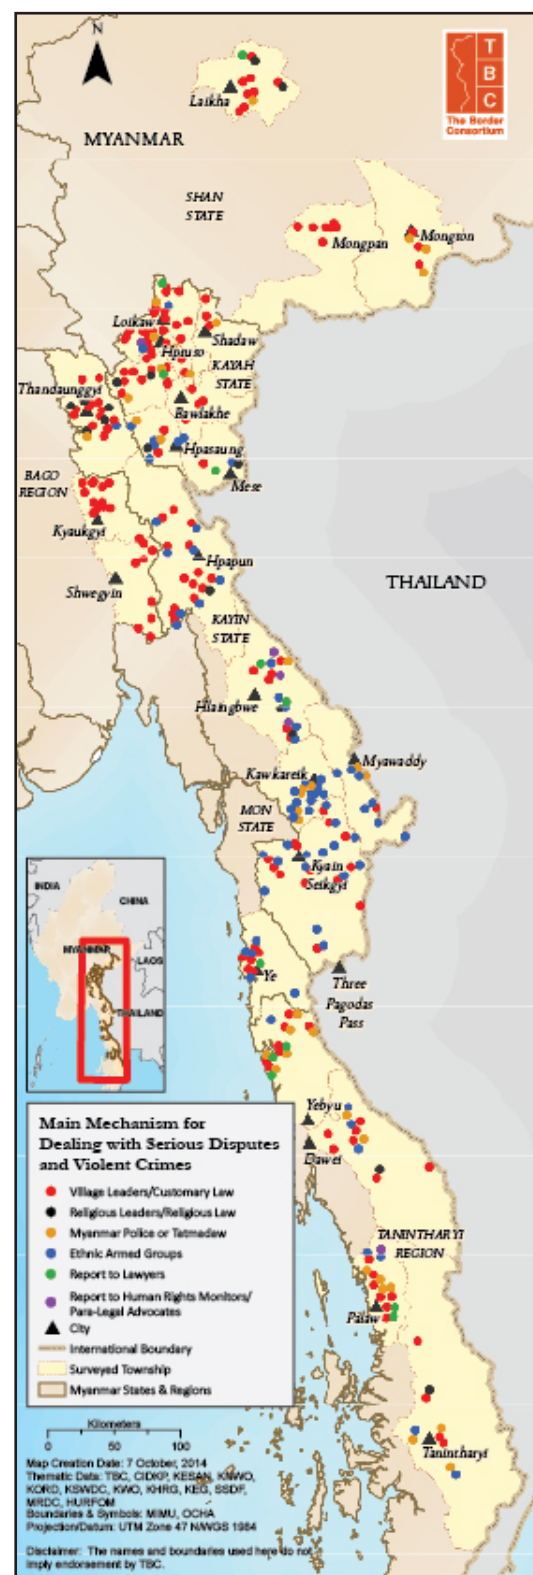 N
T
B
C
The Border
Consortium
Laikha
MYANMAR
SHAN
STATE
Mongpan
Mongton
Loikaw
Shadaw
Hpruso
KAYAH
STATE
Thandaunggyi
Bawlakhe
Hpasaung
BAGO
REGION
Mese
Kyaukgyi
Hpapun
THAILAND
Shwegyin
KAYIN
STATE
Hlaingbwe
Myawaddy
Kawkareik
MON
STATE
Kyain
Seikgyi
INDIA
CHINA
MYANMAR
LAOS
THAILAND
Ye
Three
Pagodas
Pass
Yebyu
Dawei
TANINTHARYI
REGION
Palaw
Tanintharyi
Main Mechanism for
Dealing with Serious Disputes
and Violent Crimes
Village Leaders/Customary Law
Religious Leaders/Religious Law
Myanmar Police or Tatmadaw
Ethnic Armed Groups
Report to Lawyers
Report to Human Rights Monitors/
Para-Legal Advocates
City
International Boundary
Surveyed Township
Myanmar States & Regions
Kilometers
0 50 100
Map Creation Date: 7 October, 2014
Thematic Data: TBC, CIDKP, KESAN, KNWO,
KORD, KSWDC, KWO, KHRG, KEG, SSDF,
MRDC, HURFOM
Boundaries & Symbols: MIMU, OCHA
Projection/Datum: UTM Zone 47 N/WGS 1984
Disclaimer: The names and boundaries used here do not
imply endorsement by TBC.